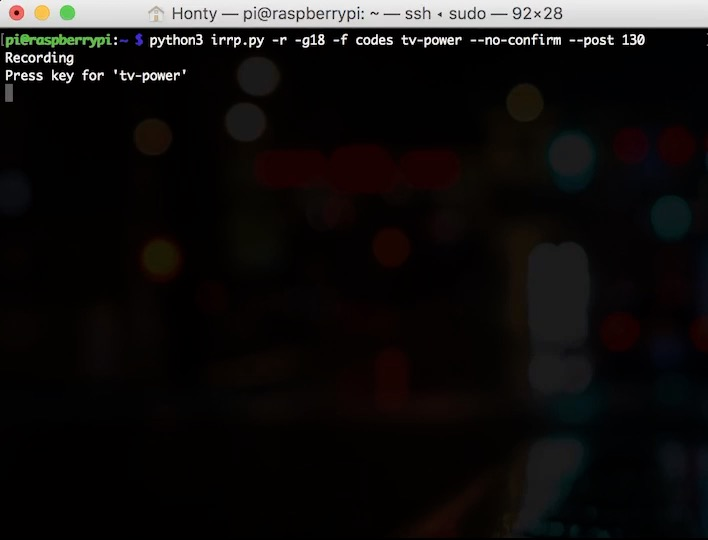 Honty — pi@raspberrypi: ~ — ssh ◂ sudo — 92×28
[pi@raspberrypi:~ $ python3 irrp.py -r -g18 -f codes tv-power --no-confirm --post 130
Recording
Press key for 'tv-power'